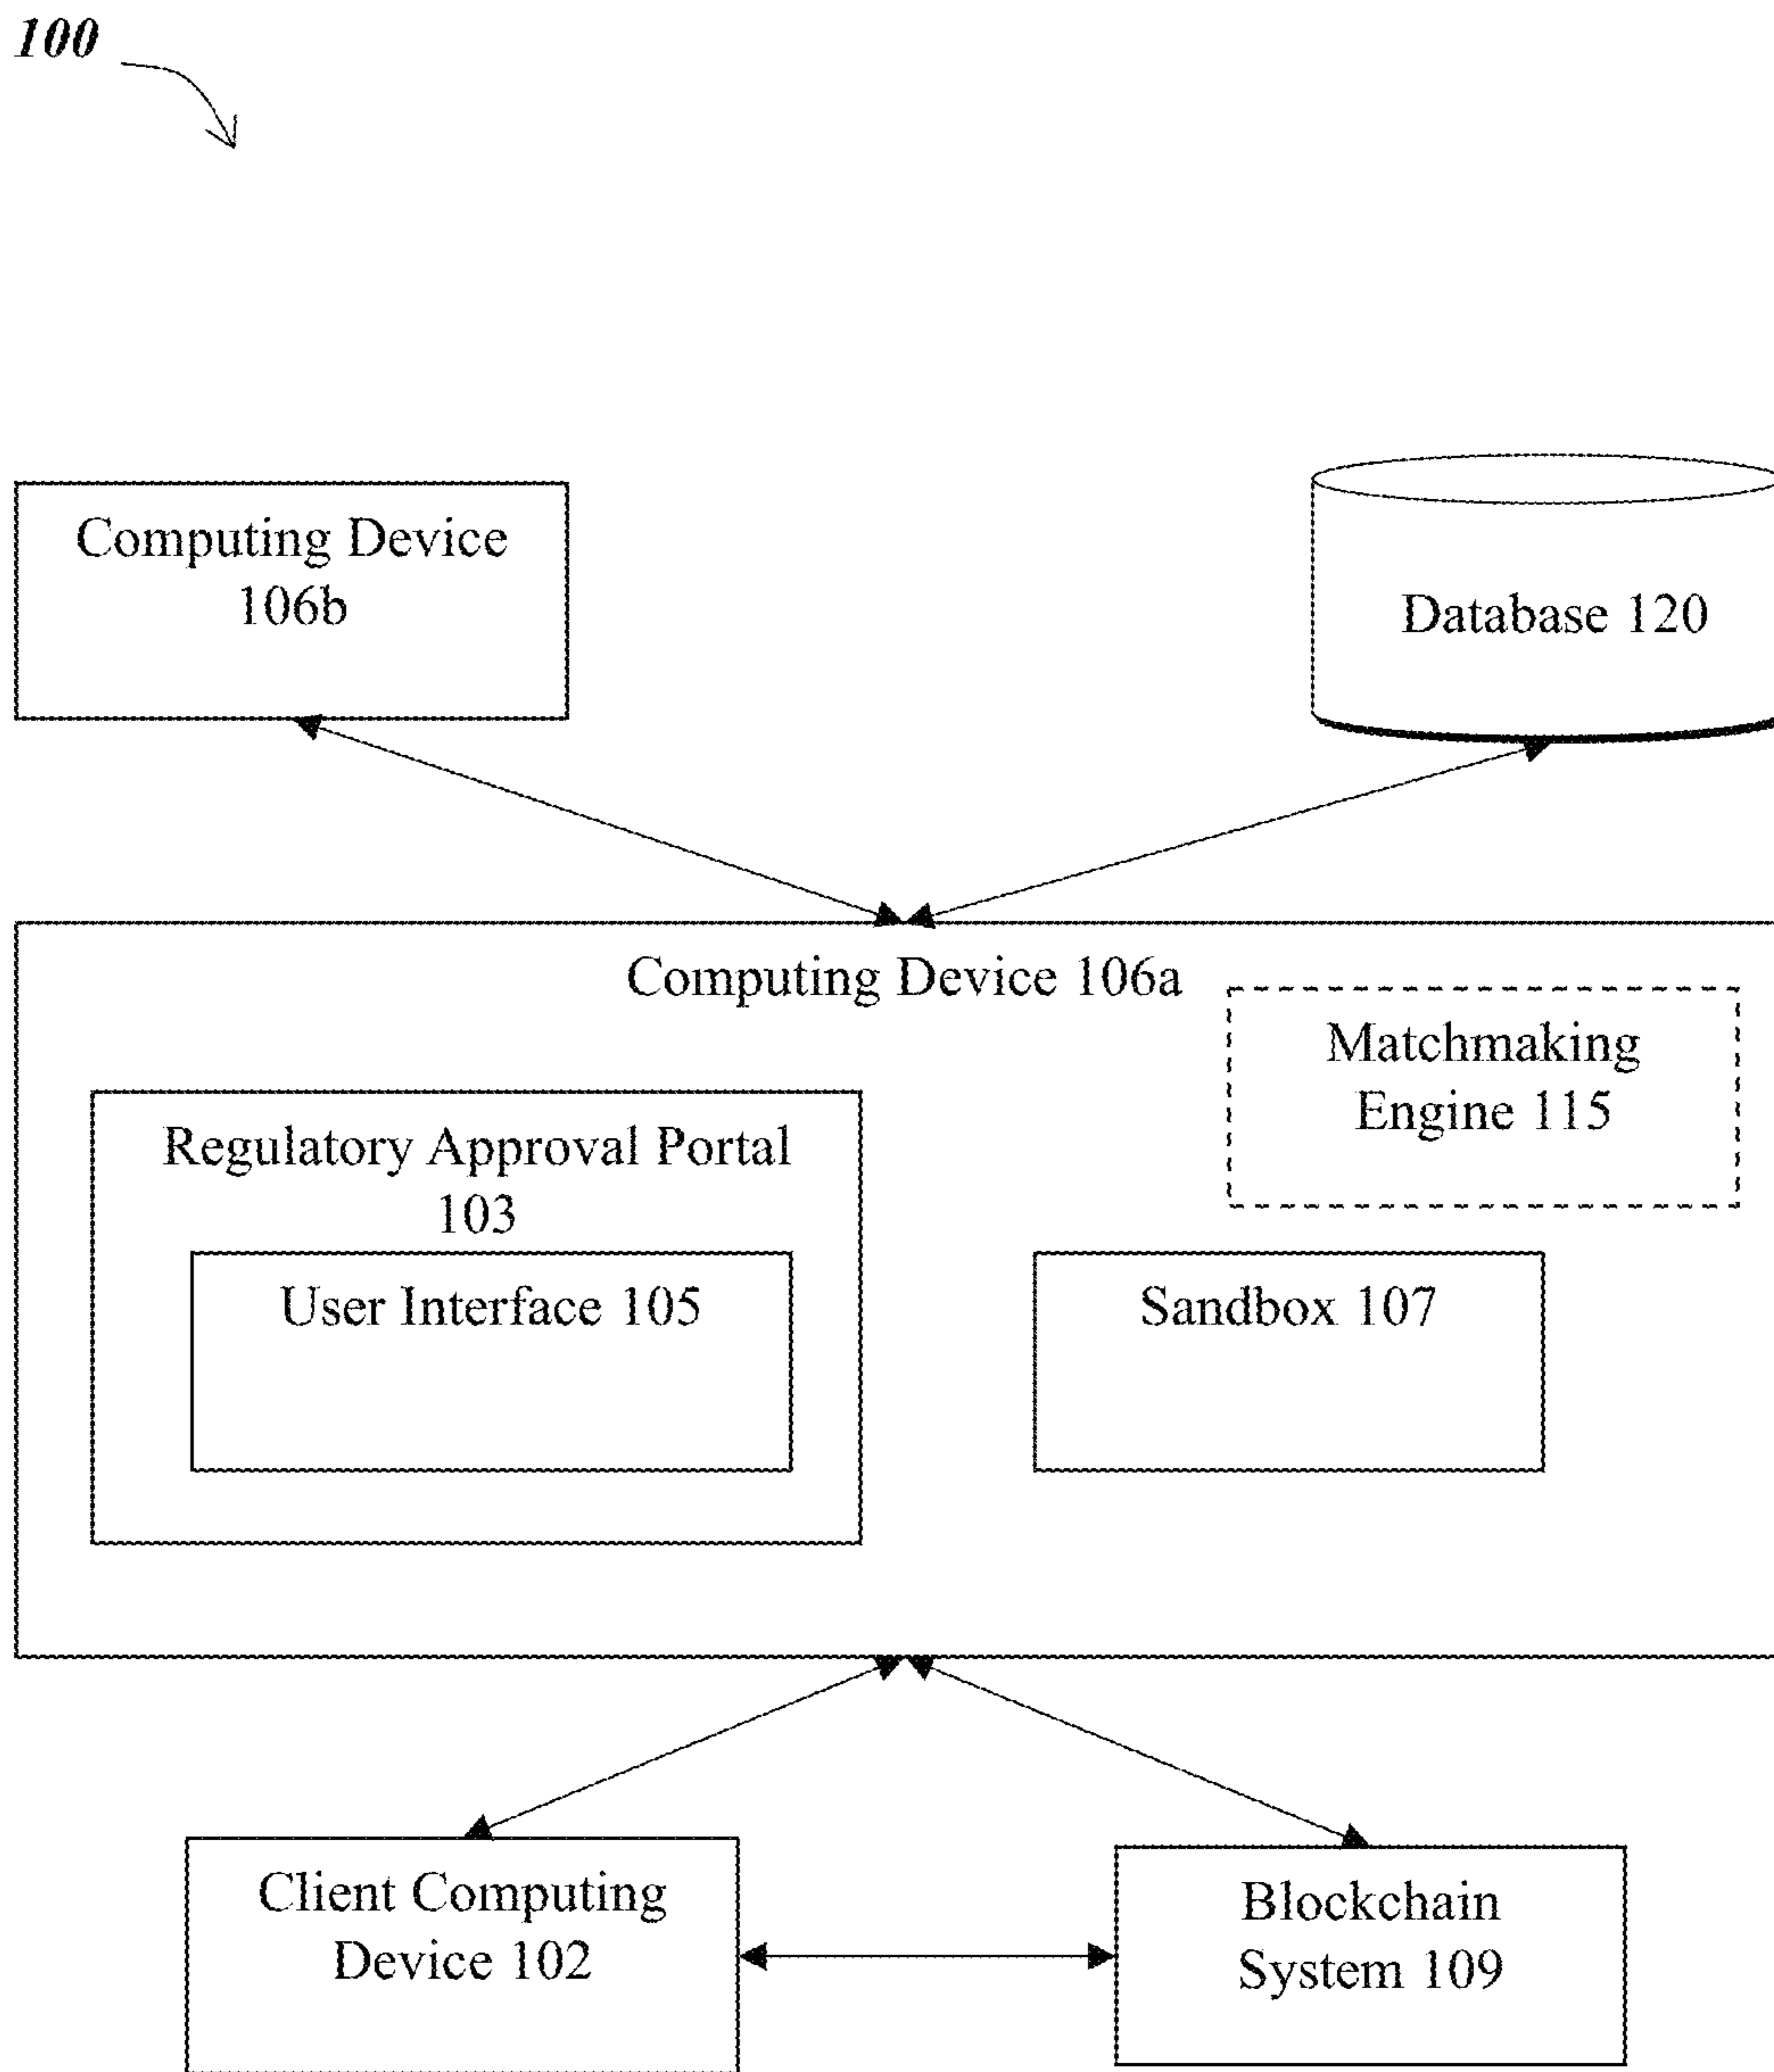 100
Computing Device
106b
Database 120
Computing Device 106a
Matchmaking
Engine 115
Regulatory Approval Portal
103
User Interface 105
Sandbox 107
Client Computing
Device 102
Blockchain
System 109